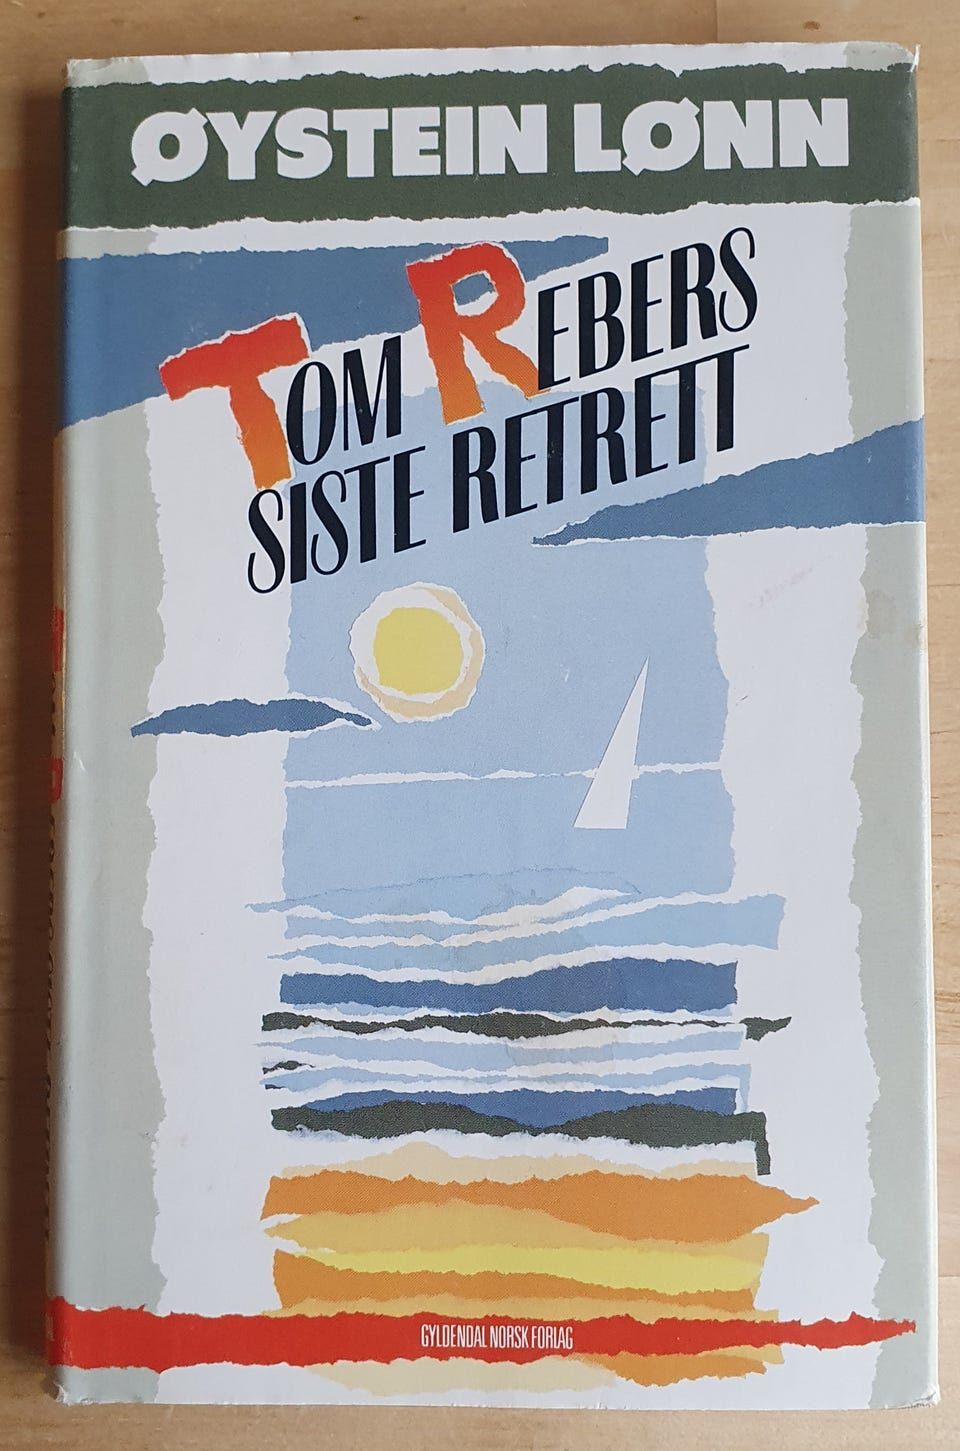 ØYSTEIN LØNN
TOM REBERS
SISTE RETRETT
GYLDENDAL NORSK FORLAG